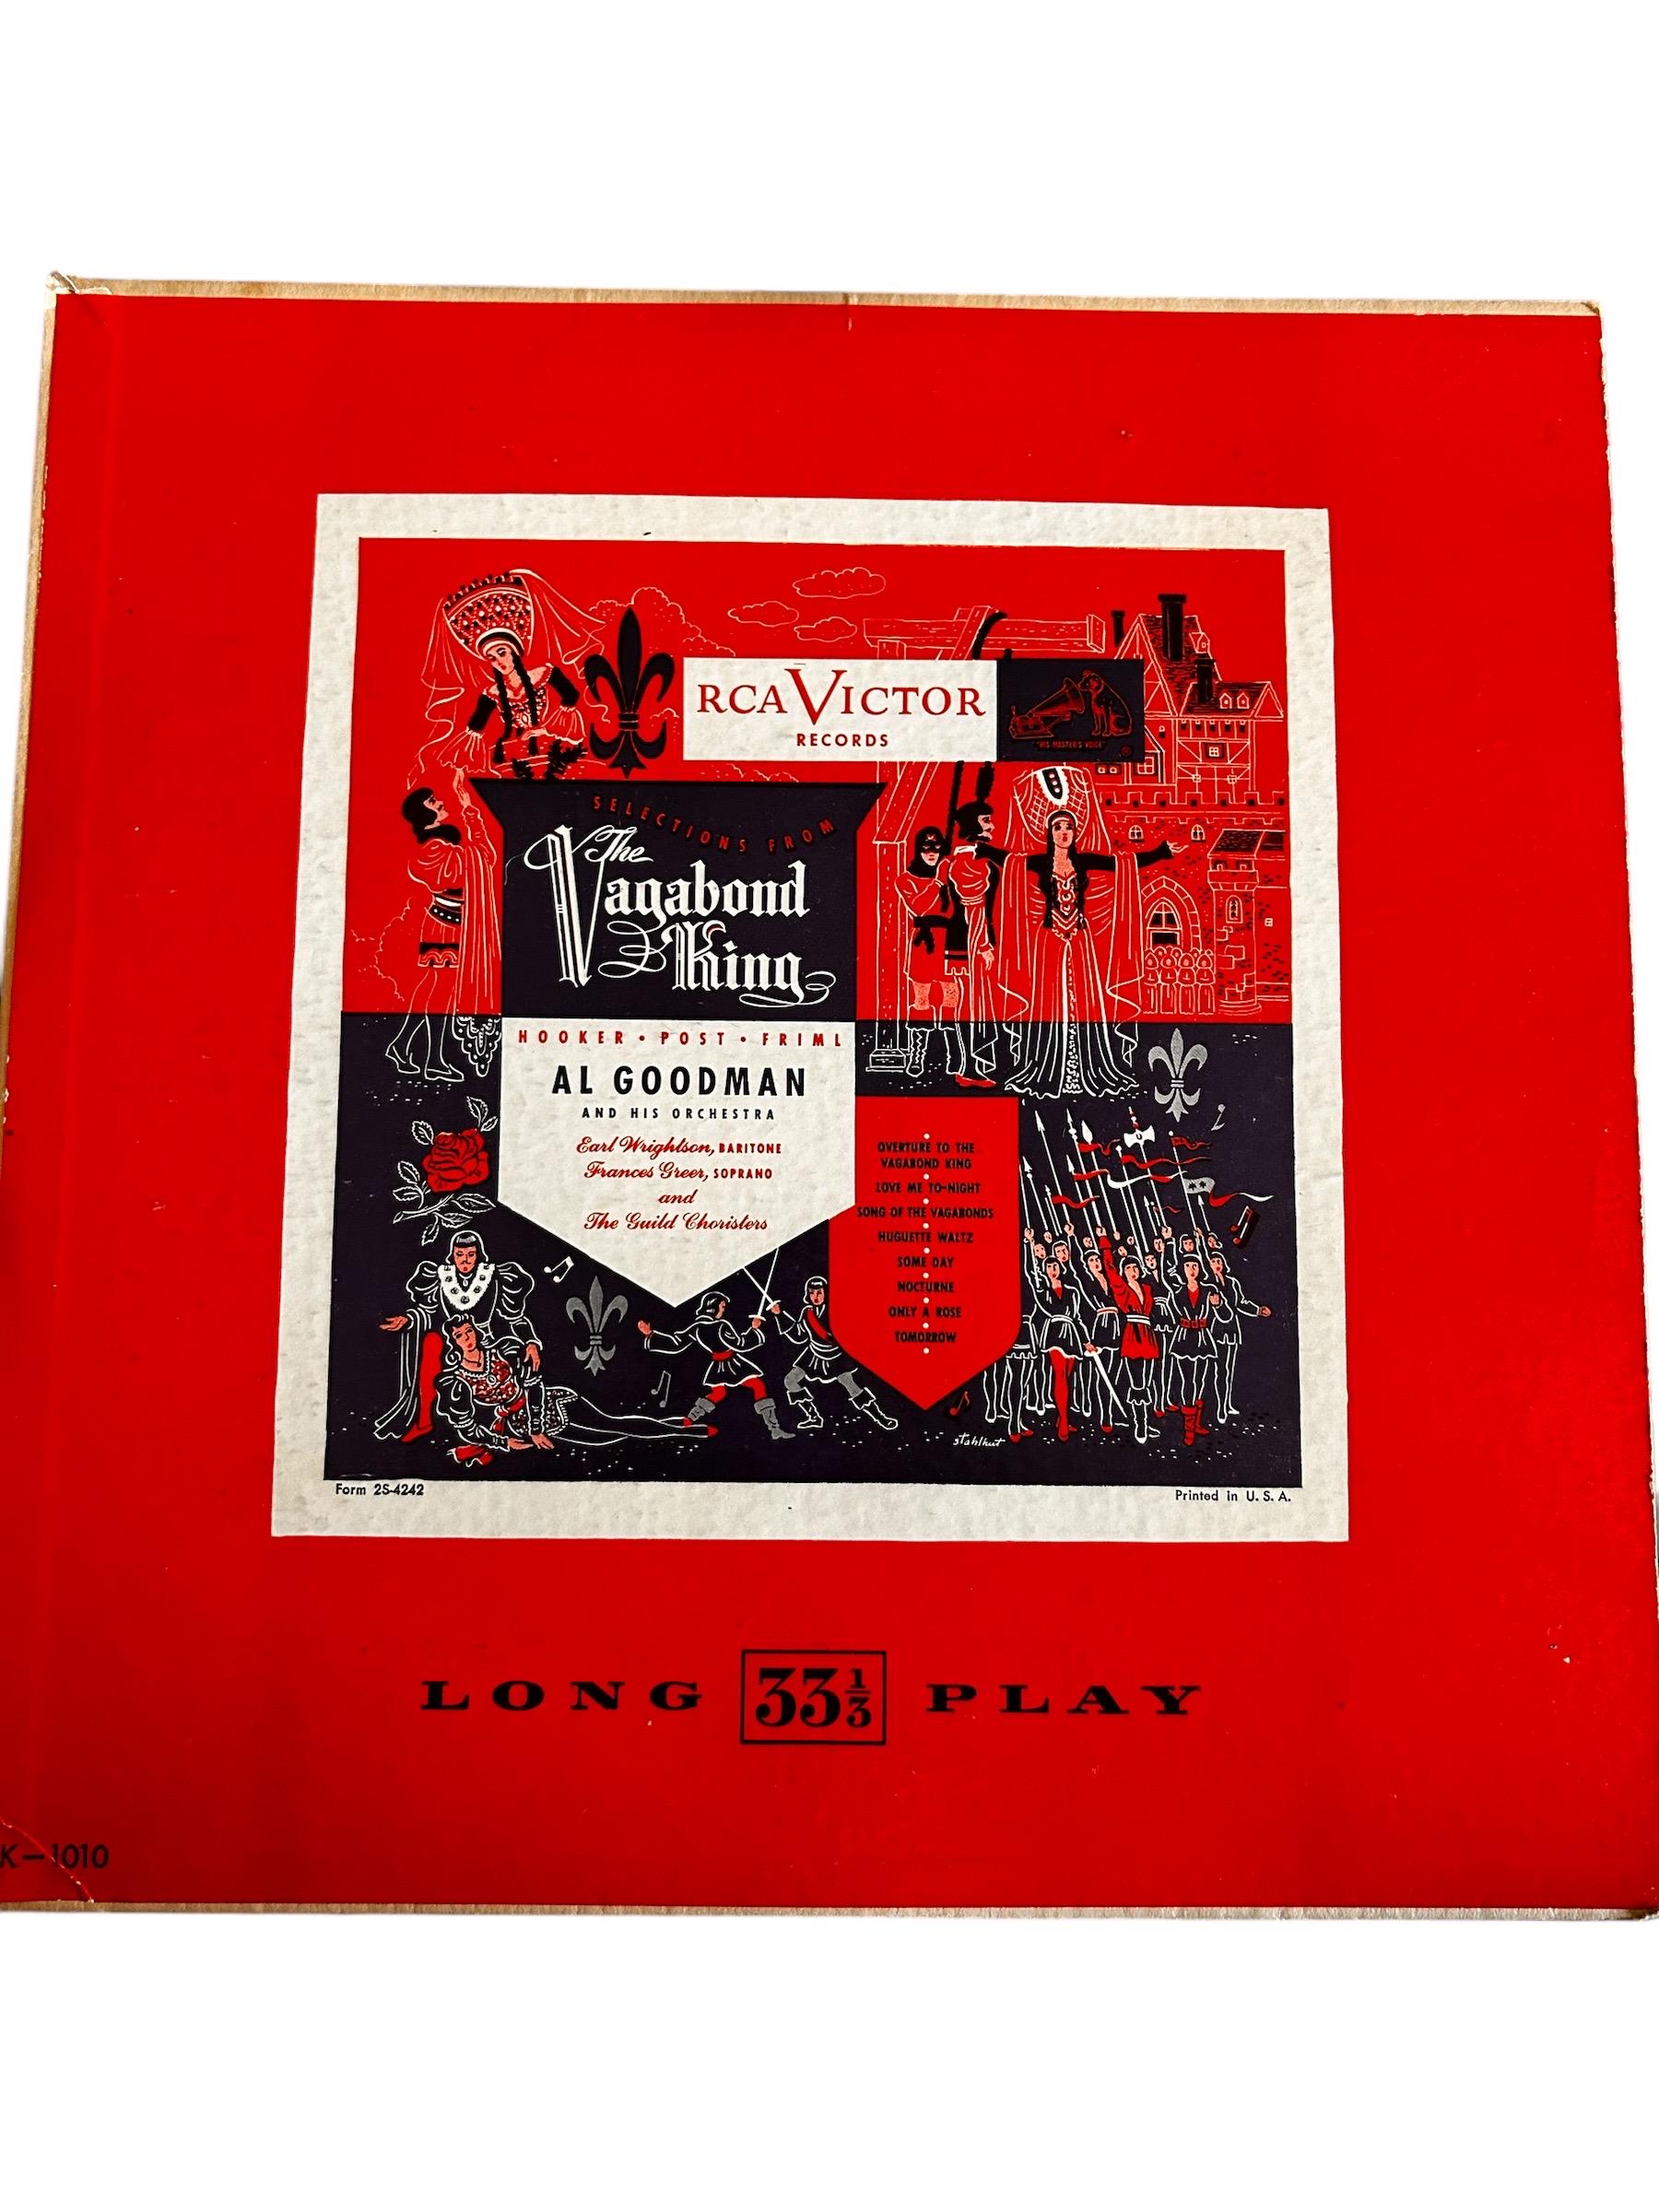 RCA VICTOR
RECORDS
"HIS MASTER'S VOICE"
®
SELECTIONS FROM
The
Vagabond
King
HOOKER • POST • FRIML
AL GOODMAN
AND HIS ORCHESTRA
Earl Wrightson, BARITONE
Frances Greer, SOPRANO
and
The Guild Choristers
OVERTURE TO THE
VAGABOND KING
LOVE ME TO-NIGHT
SONG OF THE VAGABONDS
HUGUETTE WALTZ
SOME DAY
NOCTURNE
ONLY A ROSE
TOMORROW
stahlhut
Form 2S-4242
Printed in U. S. A.
LONG 33⅓ PLAY
K-1010